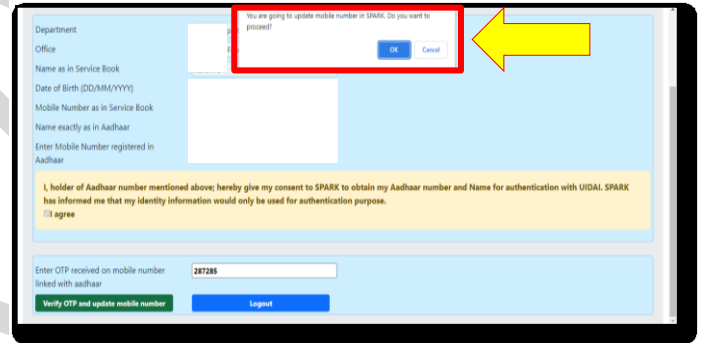 You are going to update mobile number in SPARK. Do you want to
proceed?
OK Cancel
Department
Office
Name as in Service Book
Date of Birth (DD/MM/YYYY)
Mobile Number as in Service Book
Name exactly as in Aadhaar
Enter Mobile Number registered in
Aadhaar
I, holder of Aadhaar number mentioned above; hereby give my consent to SPARK to obtain my Aadhaar number and Name for authentication with UIDAI. SPARK
has informed me that my identity information would only be used for authentication purpose.
I agree
Enter OTP received on mobile number
linked with aadhaar
287285
Verify OTP and update mobile number Logout